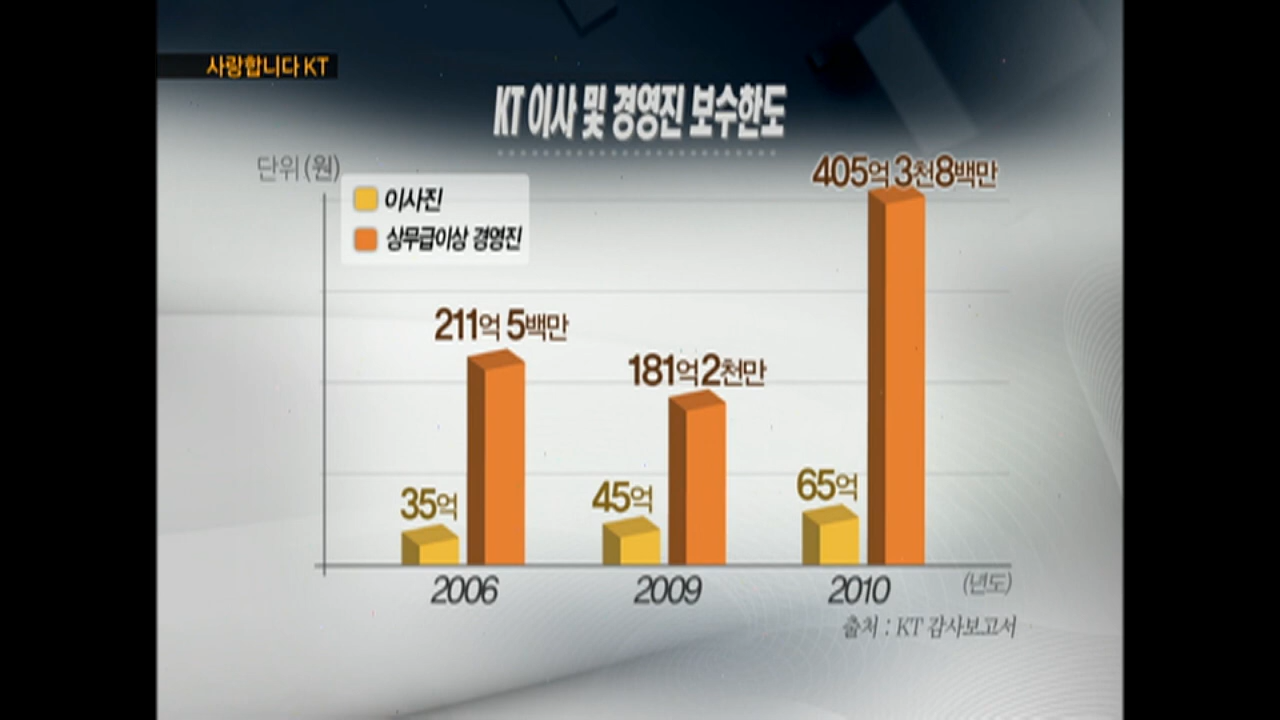 사랑합니다 KT
KT 이사 및 경영진 보수한도
단위(원)
이사진
상무급이상 경영진
405억 3천8백만
211억 5백만
181억 2천만
35억
45억
65억
2006
2009
2010
(년도)
출처 : KT 감사보고서